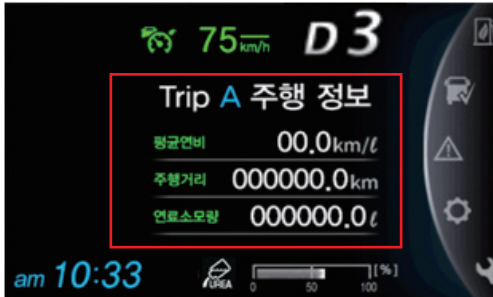 75km/h D3
Trip A 주행 정보
평균연비 00.0km/ℓ
주행거리 000000.0km
연료소모량 000000.0ℓ
am 10:33 UREA 0 50 100 [%]